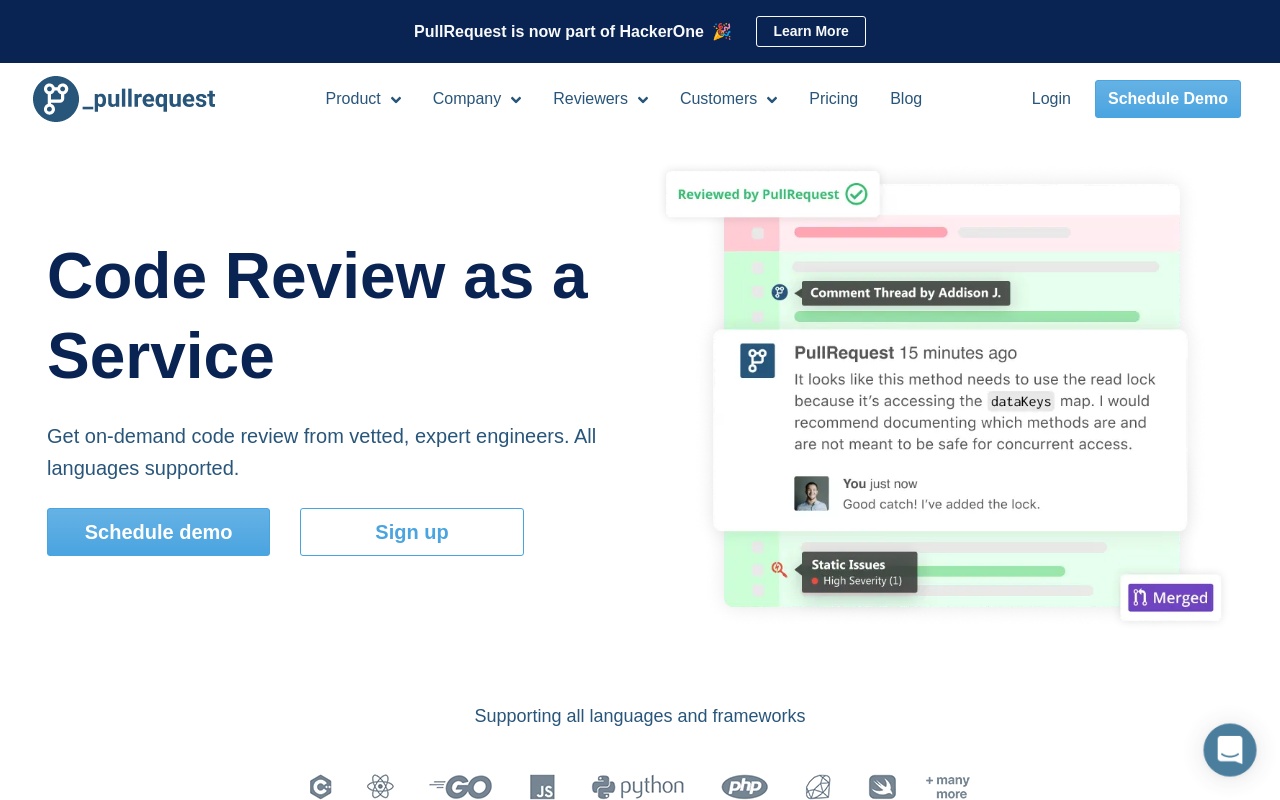 PullRequest is now part of HackerOne 🎉
Learn More
_pullrequest
Product
Company
Reviewers
Customers
Pricing
Blog
Login
Schedule Demo
Code Review as a
Service
Get on-demand code review from vetted, expert engineers. All
languages supported.
Schedule demo
Sign up
Reviewed by PullRequest
Comment Thread by Addison J.
PullRequest 15 minutes ago
It looks like this method needs to use the read lock
because it's accessing the dataKeys map. I would
recommend documenting which methods are and
are not meant to be safe for concurrent access.
You just now
Good catch! I've added the lock.
Static Issues
High Severity (1)
Merged
Supporting all languages and frameworks
C
GO
JS
python
php
+ many
more